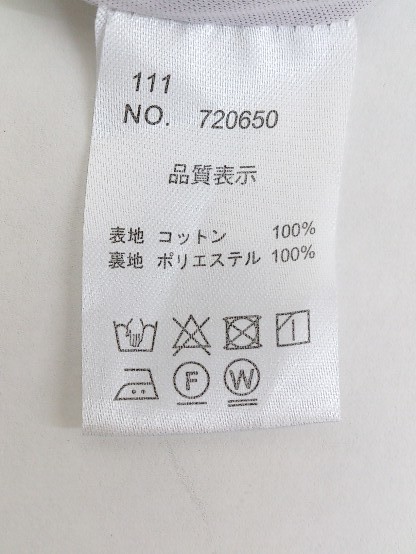 111
NO. 720650
品質表示
表地 コットン 100%
裏地 ポリエステル 100%
F W